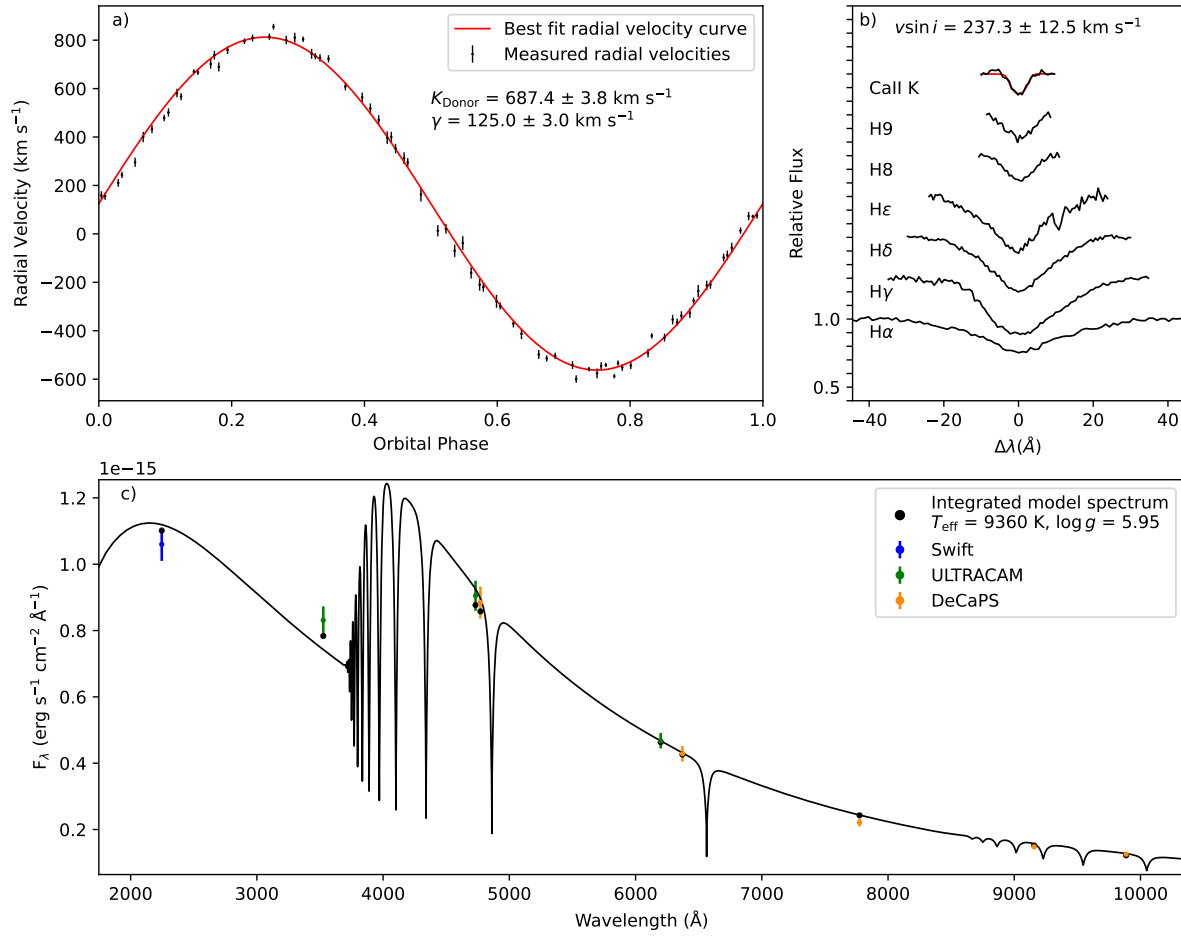 a)
Best fit radial velocity curve
Measured radial velocities
K_Donor = 687.4 ± 3.8 km s⁻¹
γ = 125.0 ± 3.0 km s⁻¹
Radial Velocity (km s⁻¹)
800
600
400
200
0
−200
−400
−600
0.0 0.2 0.4 0.6 0.8 1.0
Orbital Phase
b)
vsin i = 237.3 ± 12.5 km s⁻¹
CaII K
H9
H8
Hε
Hδ
Hγ
Hα
Relative Flux
1.0
0.5
−40 −20 0 20 40
Δλ(Å)
1e−15
c)
Integrated model spectrum
T_eff = 9360 K, log g = 5.95
Swift
ULTRACAM
DeCaPS
F_λ (erg s⁻¹ cm⁻² Å⁻¹)
1.2
1.0
0.8
0.6
0.4
0.2
2000 3000 4000 5000 6000 7000 8000 9000 10000
Wavelength (Å)